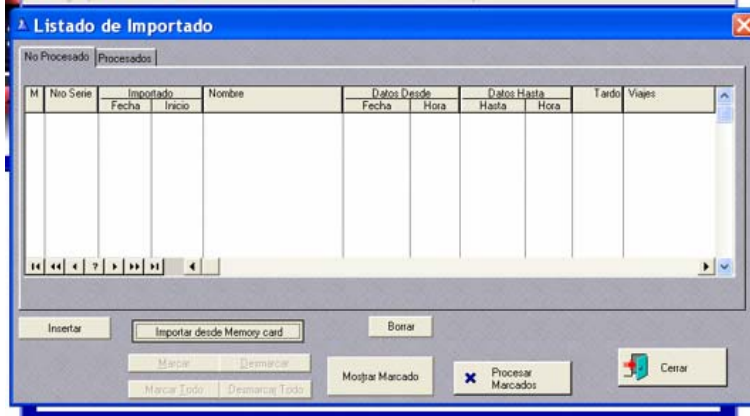 Listado de Importado
No Procesado Procesados
M Nro Serie Importado Nombre Datos Desde Datos Hasta Tardo Viajes
Fecha Inicio Fecha Hora Hasta Hora
?
Insertar Importar desde Memory card Borrar
Marcar Desmarcar
Mostrar Marcado Procesar Marcados Cerrar
Marcar Todo Desmarcar Todo